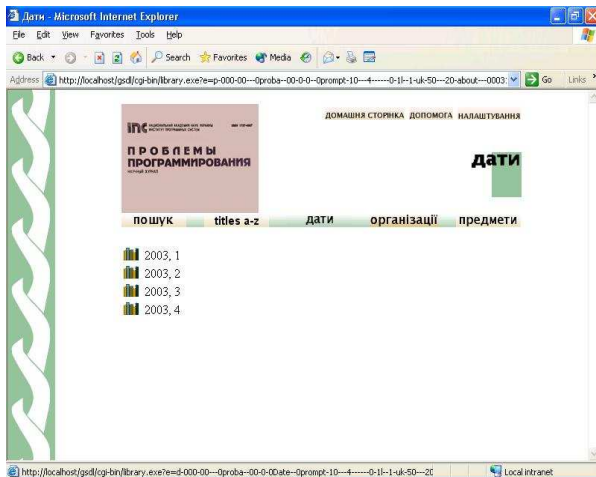 Дати - Microsoft Internet Explorer
File Edit View Favorites Tools Help
Back Search Favorites Media
Address http://localhost/gsdl/cgi-bin/library.exe?e=p-000-00---0proba--00-0-0--0prompt-10---4------0-1l--1-uk-50---20-about---0003: Go Links
ДОМАШНЯ СТОРІНКА ДОПОМОГА НАЛАШТУВАННЯ
ПРОБЛЕМЫ
ПРОГРАММИРОВАНИЯ
дати
пошук titles a-z дати організації предмети
2003, 1
2003, 2
2003, 3
2003, 4
http://localhost/gsdl/cgi-bin/library.exe?e=d-000-00---0proba--00-0-0Date--0prompt-10---4------0-1l--1-uk-50---20 Local intranet